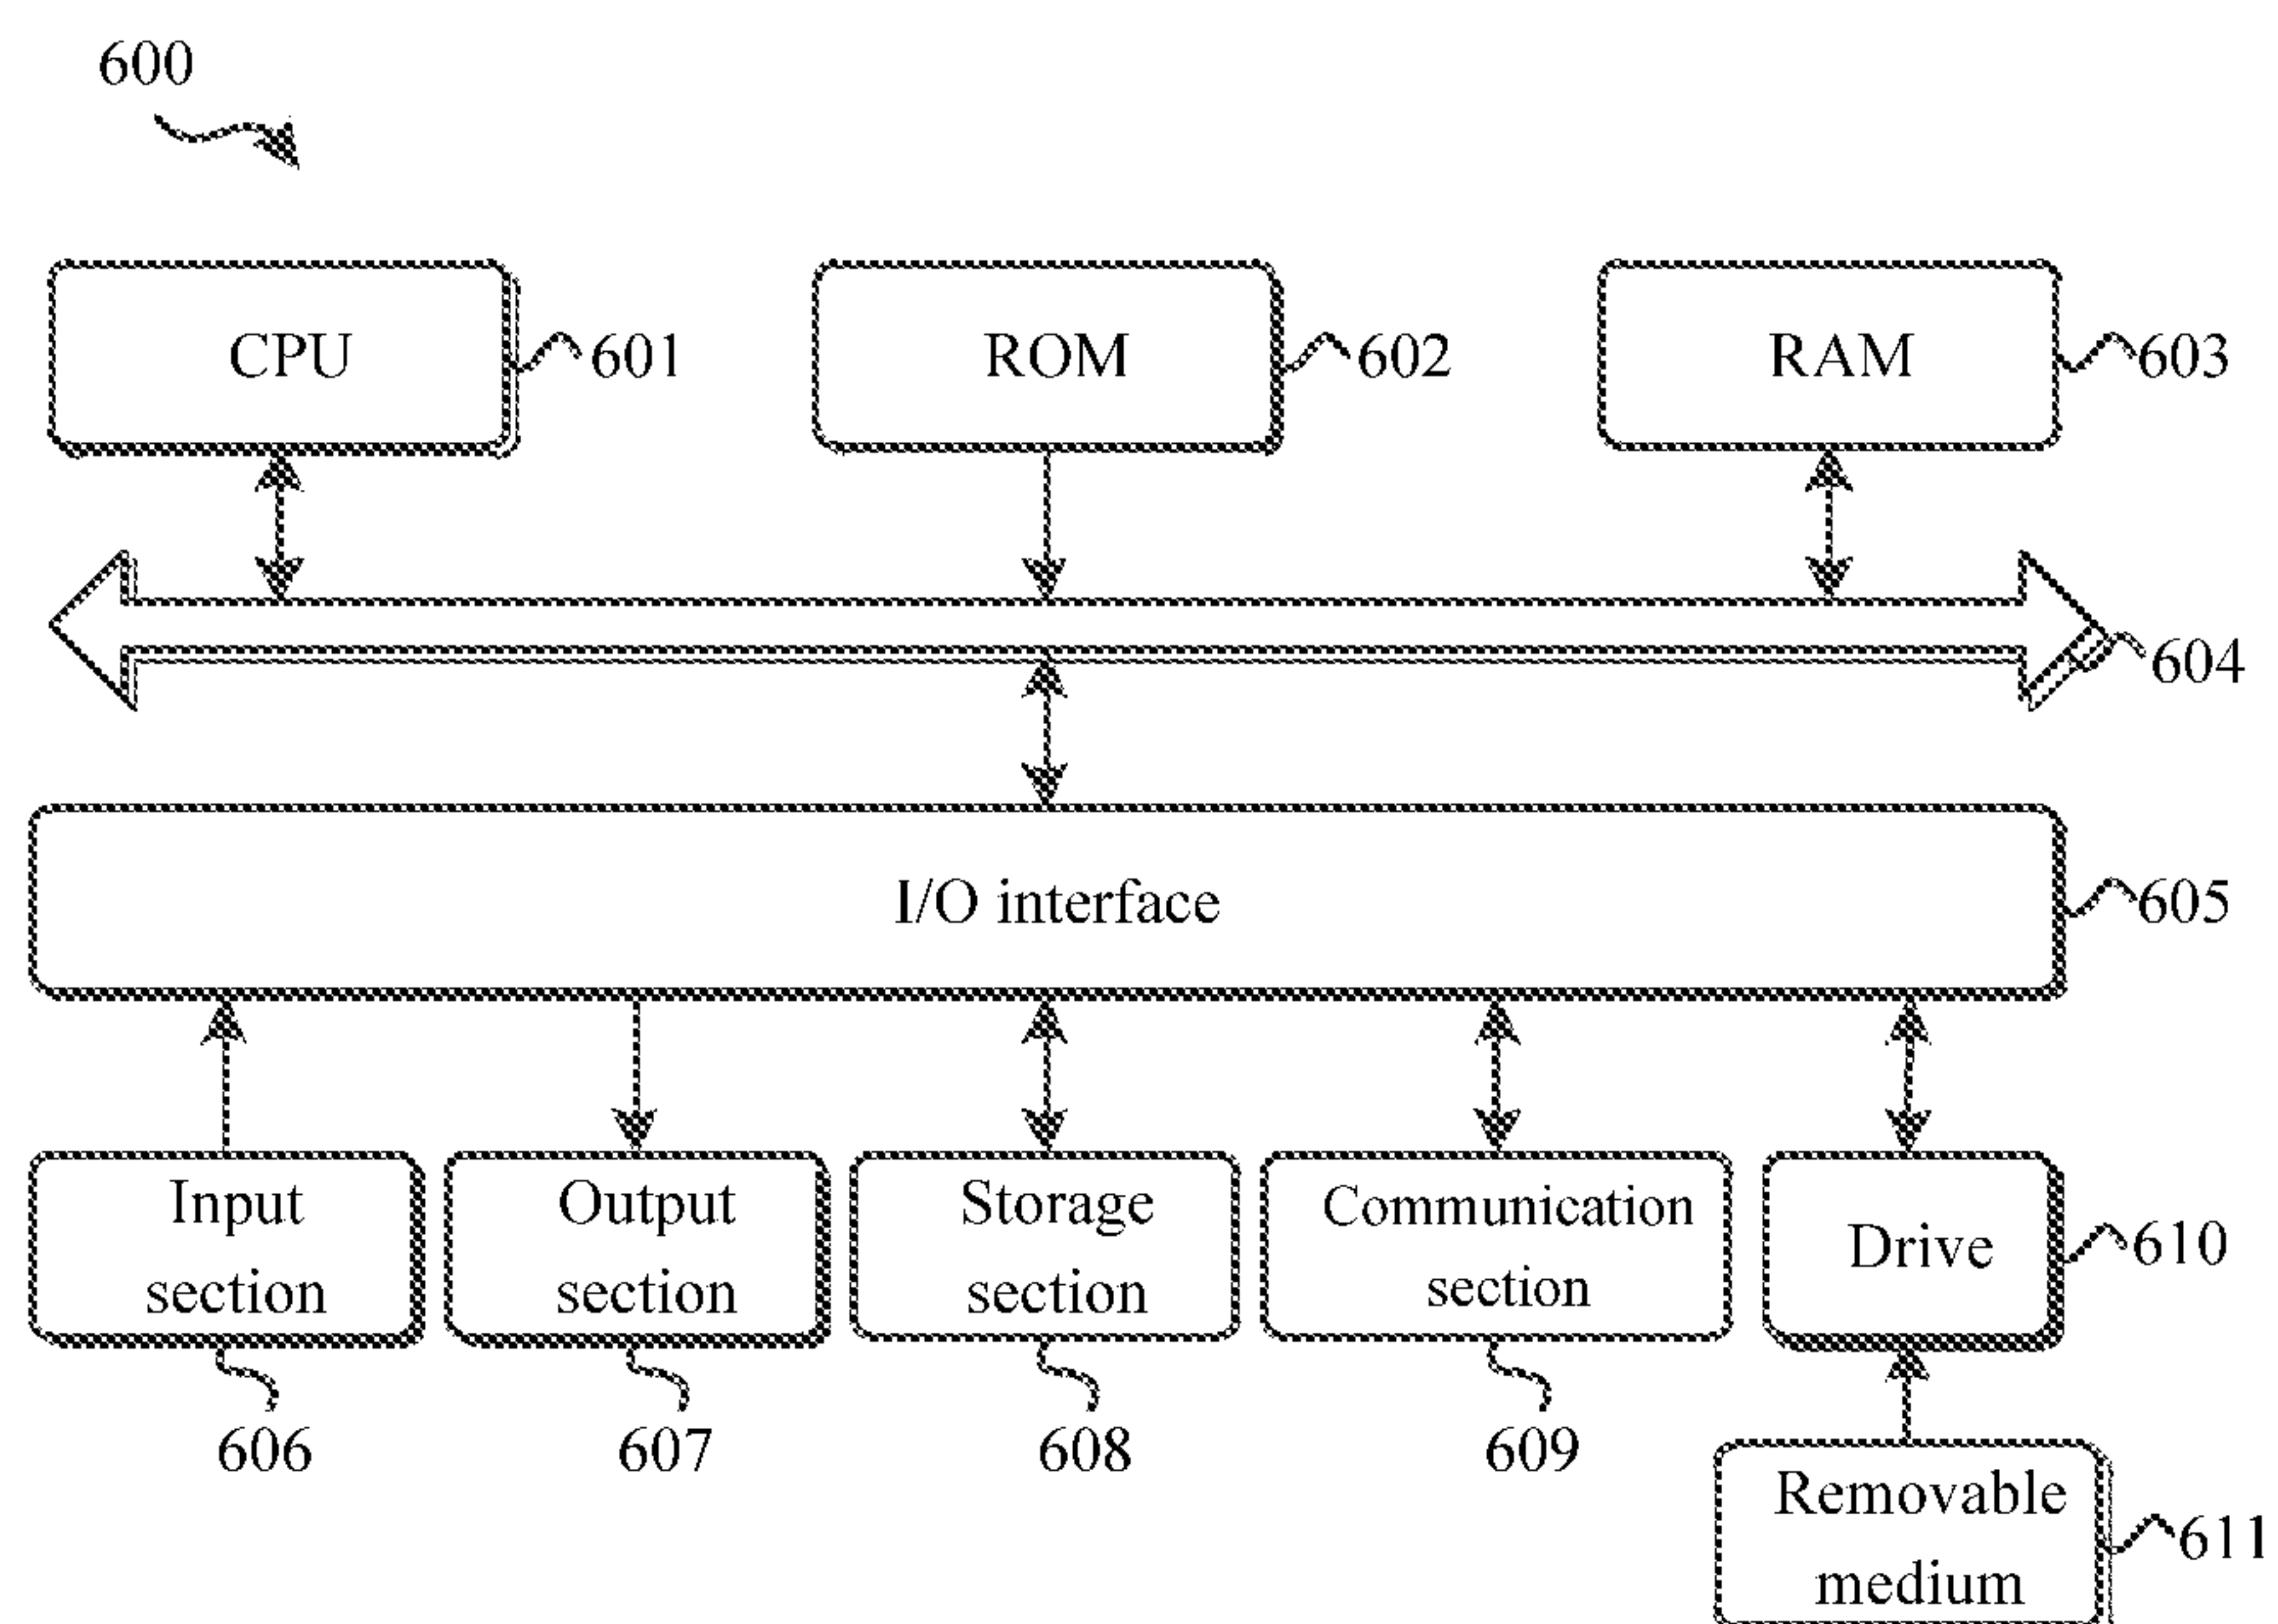 600
CPU
601
ROM
602
RAM
603
604
I/O interface
605
Input
section
Output
section
Storage
section
Communication
section
Drive
610
606
607
608
609
Removable
medium
611